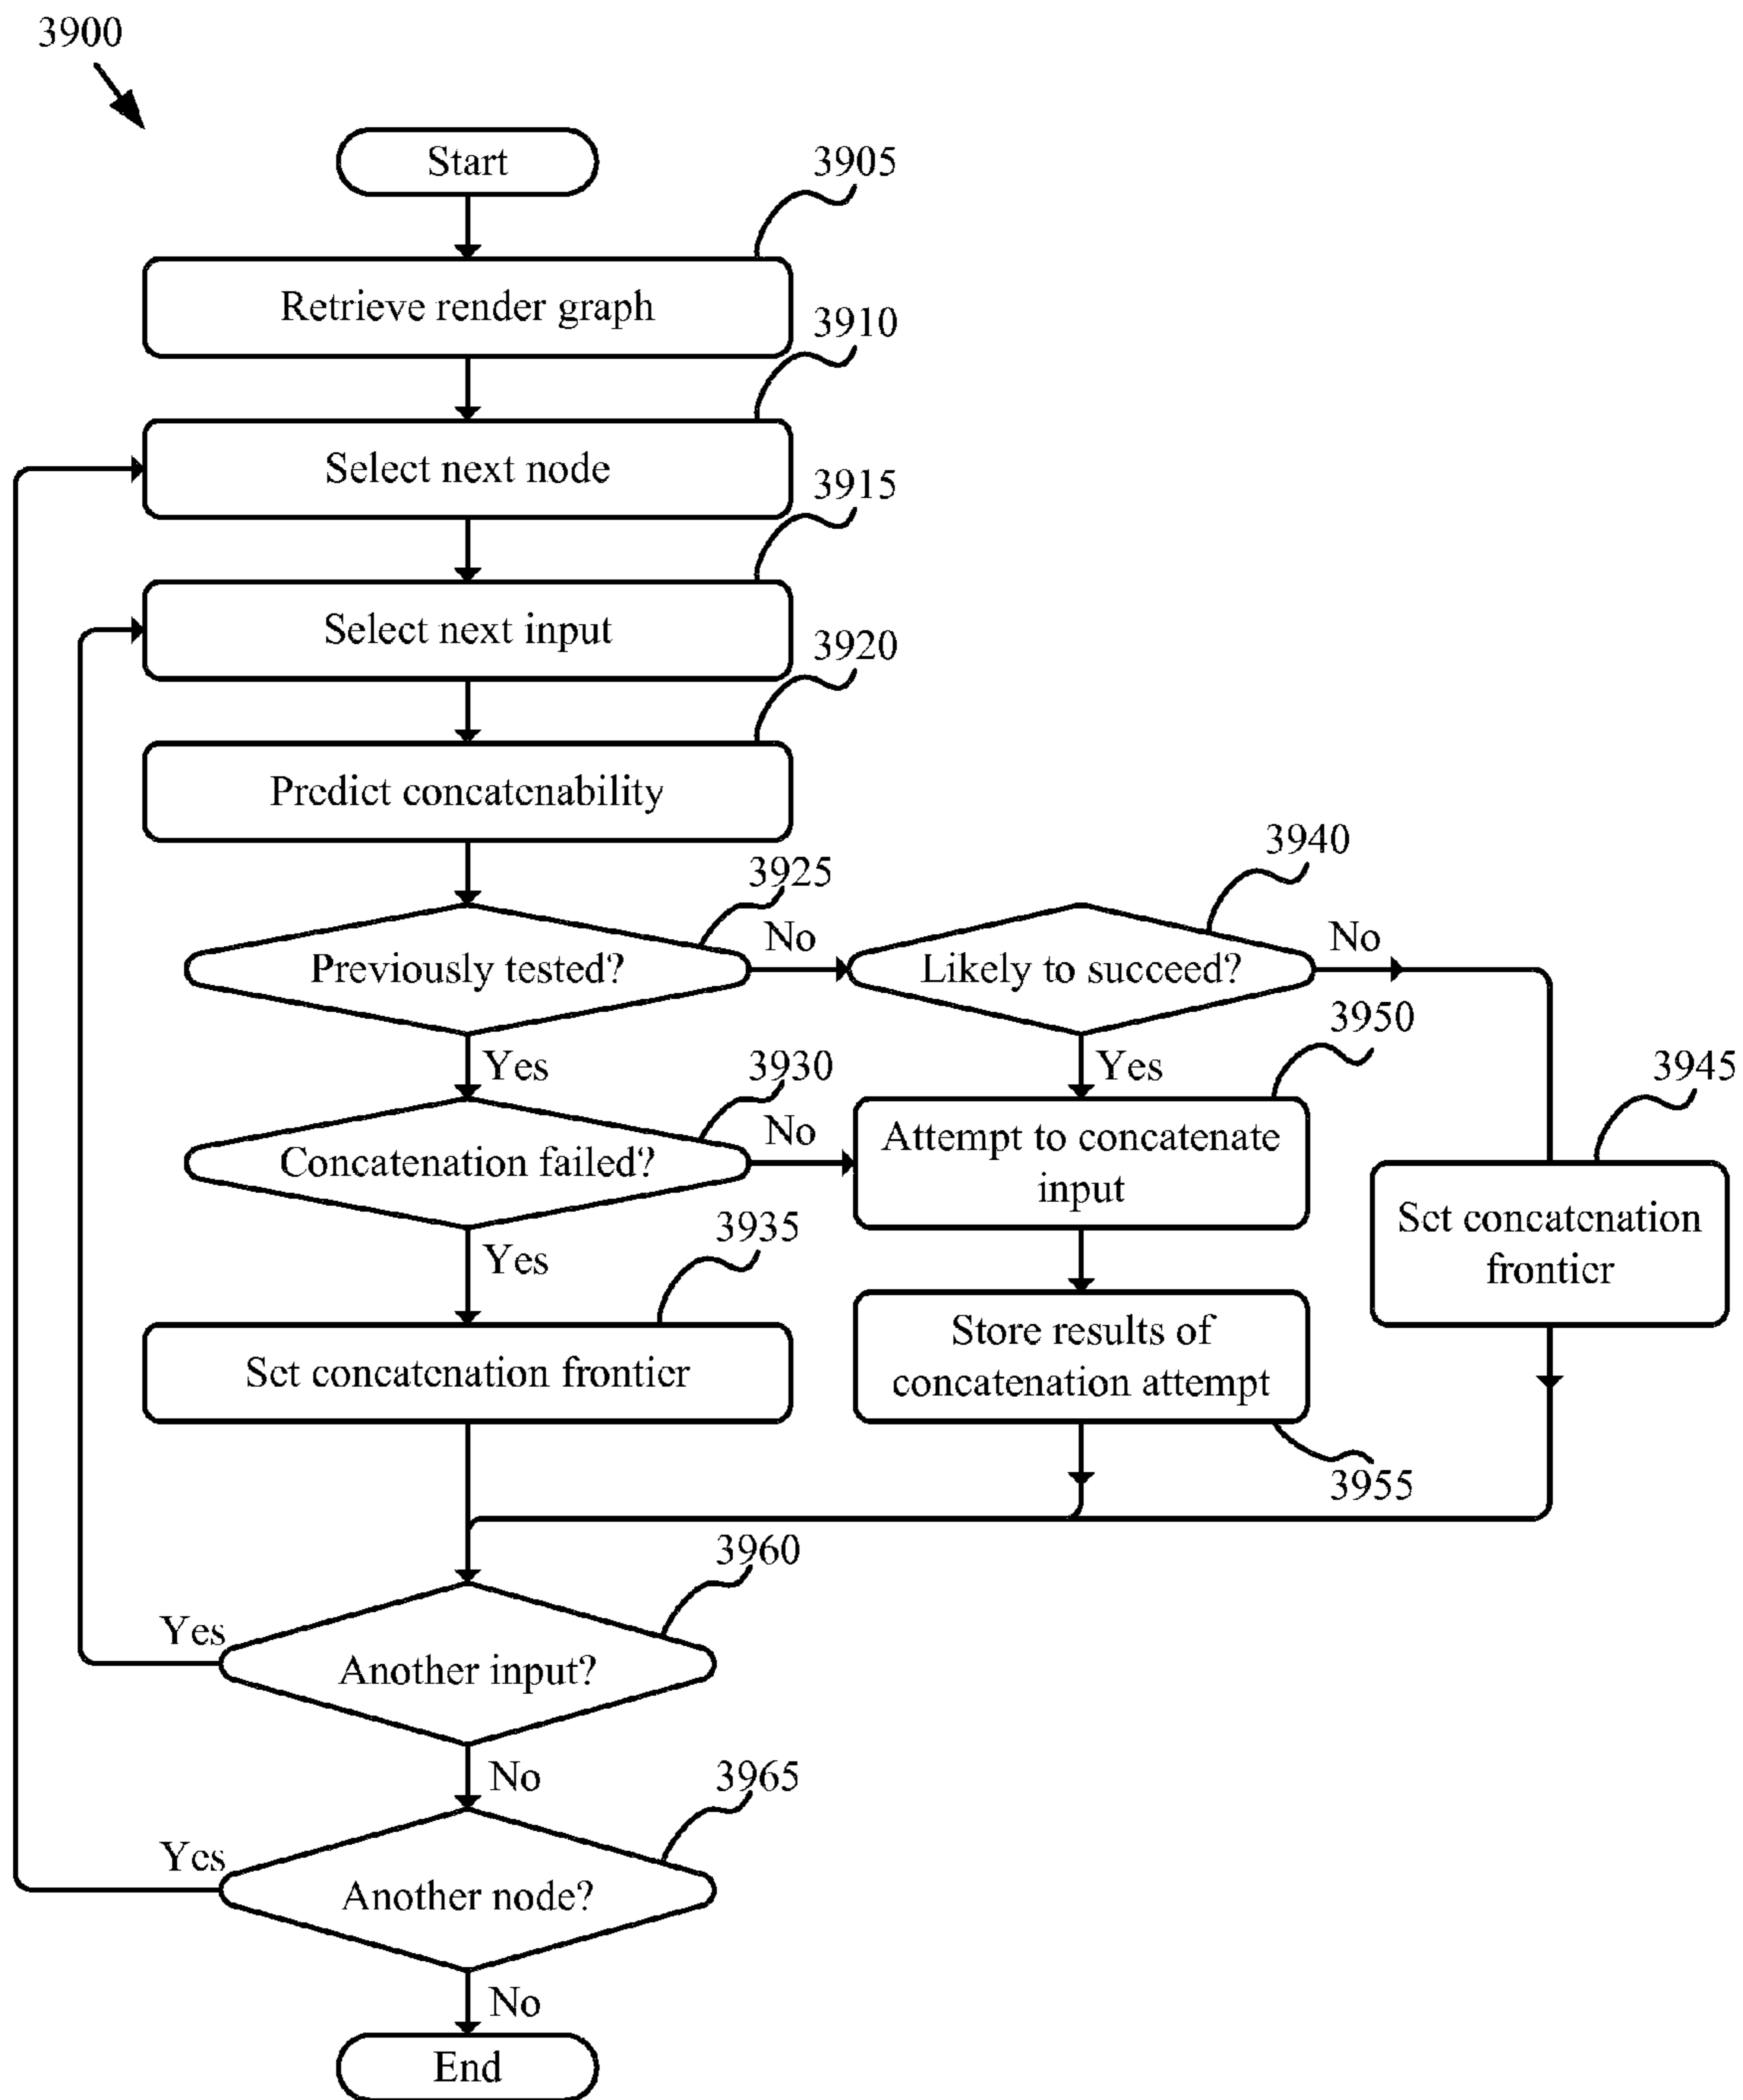 3900
Start
3905
Retrieve render graph
3910
Select next node
3915
Select next input
3920
Predict concatenability
3925
Previously tested?
No
3940
Likely to succeed?
No
Yes
3930
Concatenation failed?
No
Yes
3950
Attempt to concatenate
input
3945
Set concatenation
frontier
Yes
3935
Set concatenation frontier
Store results of
concatenation attempt
3955
3960
Another input?
Yes
No
3965
Another node?
Yes
No
End